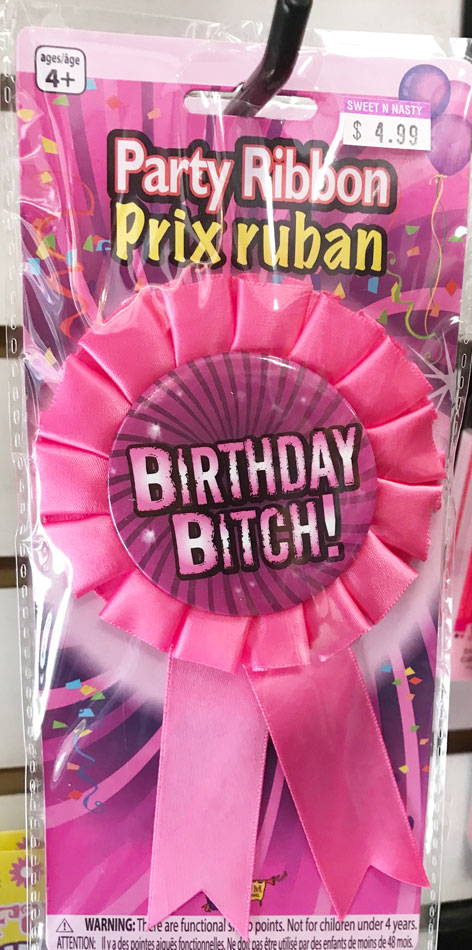 ages/âge
4+
SWEET N NASTY
$ 4.99
Party Ribbon
Prix ruban
BIRTHDAY
BITCH!
WARNING: There are functional points. Not for children under 4 years.
ATTENTION: Il y a des pointes aiguës fonctionelles. Ne doit pas être utilisé par des enfants de moins de 48 mois.